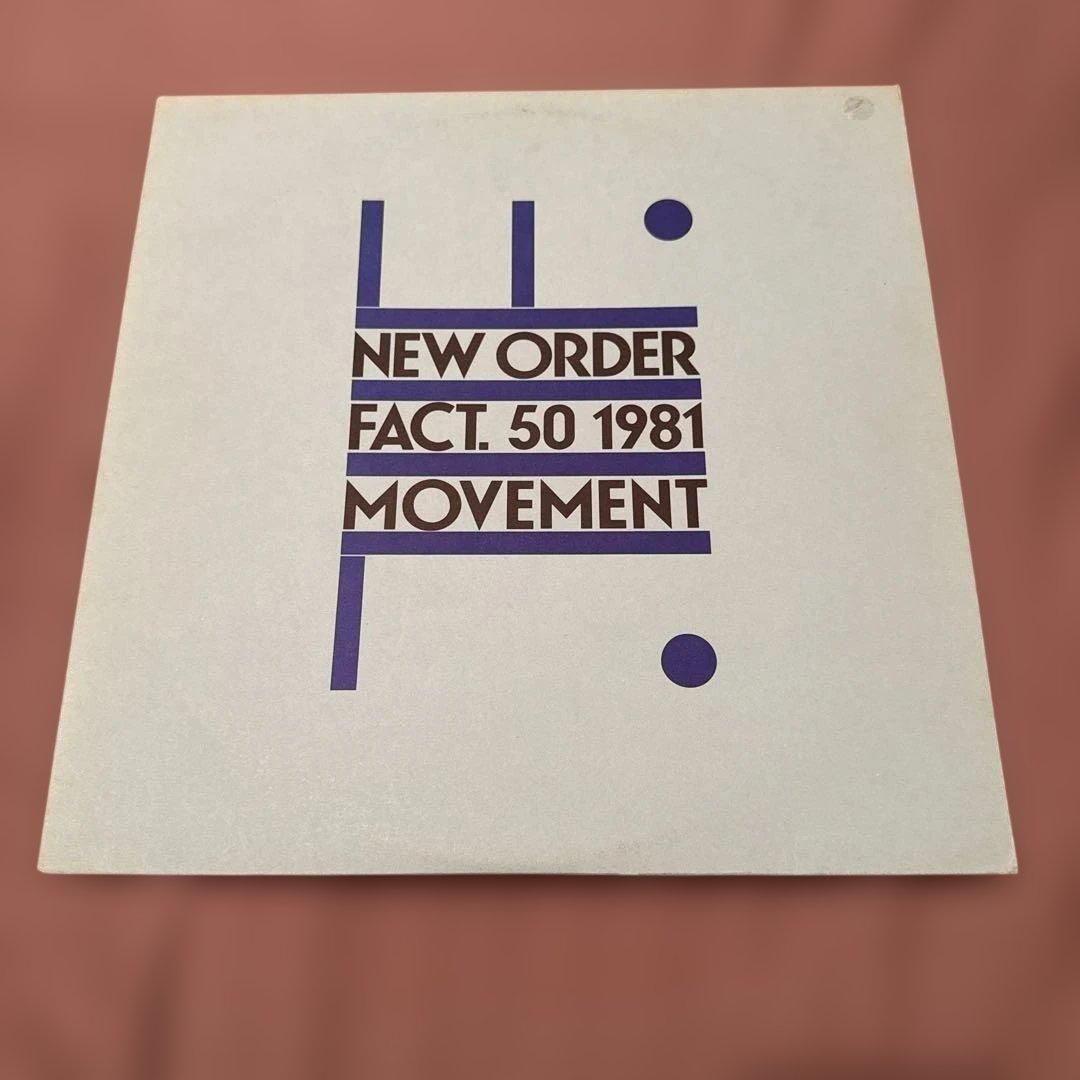 NEW ORDER
FACT. 50 1981
MOVEMENT